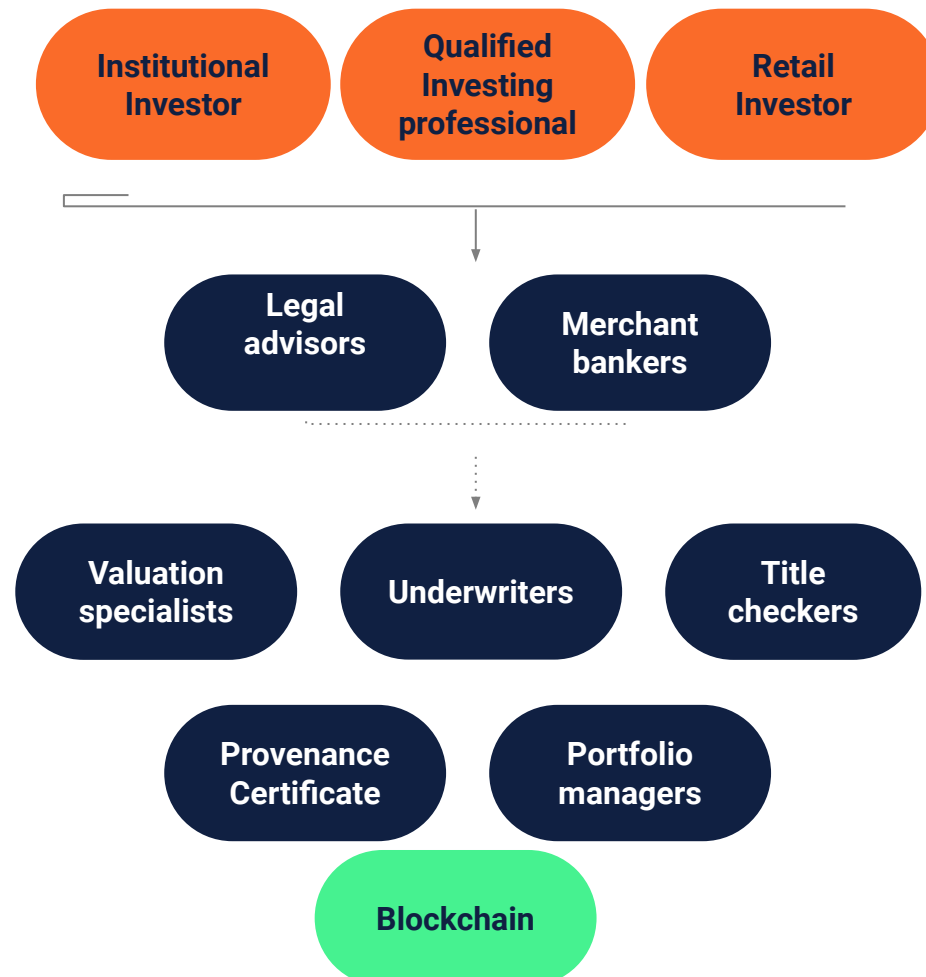 Institutional
Investor
Qualified
Investing
professional
Retail
Investor
Legal
advisors
Merchant
bankers
Valuation
specialists
Underwriters
Title
checkers
Provenance
Certificate
Portfolio
managers
Blockchain